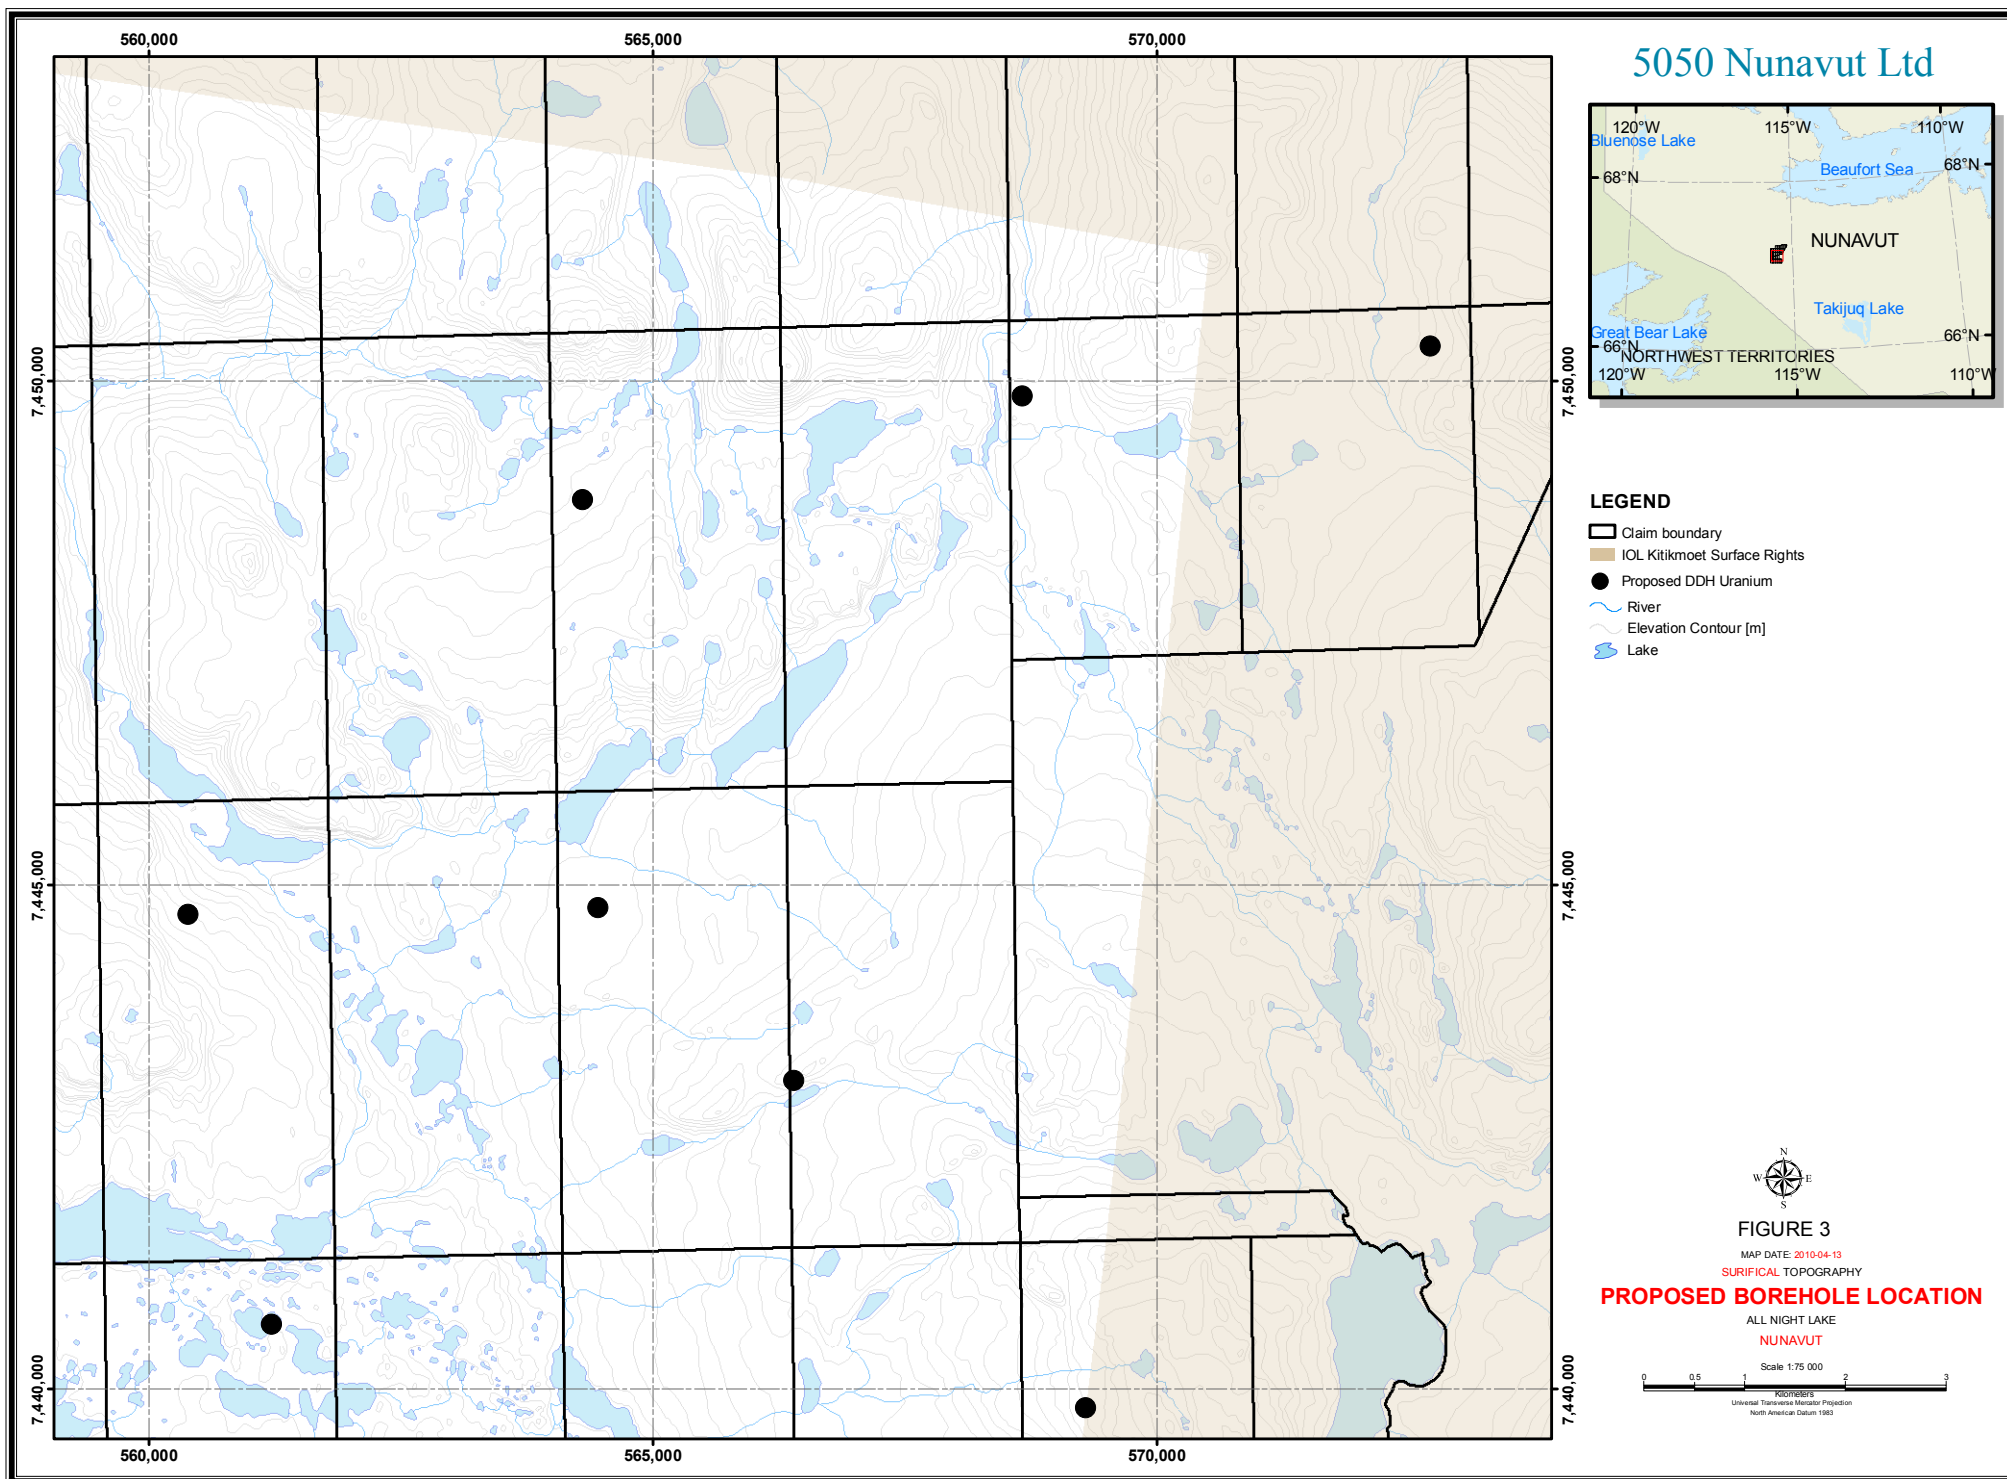 560,000
565,000
570,000
5050 Nunavut Ltd
120°W
115°W
110°W
Bluenose Lake
Beaufort Sea
68°N
68°N
NUNAVUT
Takijuq Lake
Great Bear Lake
66°N
66°N
NORTHWEST TERRITORIES
120°W
115°W
110°W
7,450,000
7,450,000
LEGEND
Claim boundary
IOL Kitikmoet Surface Rights
Proposed DDH Uranium
River
Elevation Contour [m]
Lake
7,445,000
7,445,000
N
W
E
S
FIGURE 3
MAP DATE: 2010-04-13
SURIFICAL TOPOGRAPHY
PROPOSED BOREHOLE LOCATION
ALL NIGHT LAKE
NUNAVUT
Scale 1:75 000
0 0.5 1 2 3
Kilometers
Universal Transverse Mercator Projection
North American Datum 1983
7,440,000
7,440,000
560,000
565,000
570,000